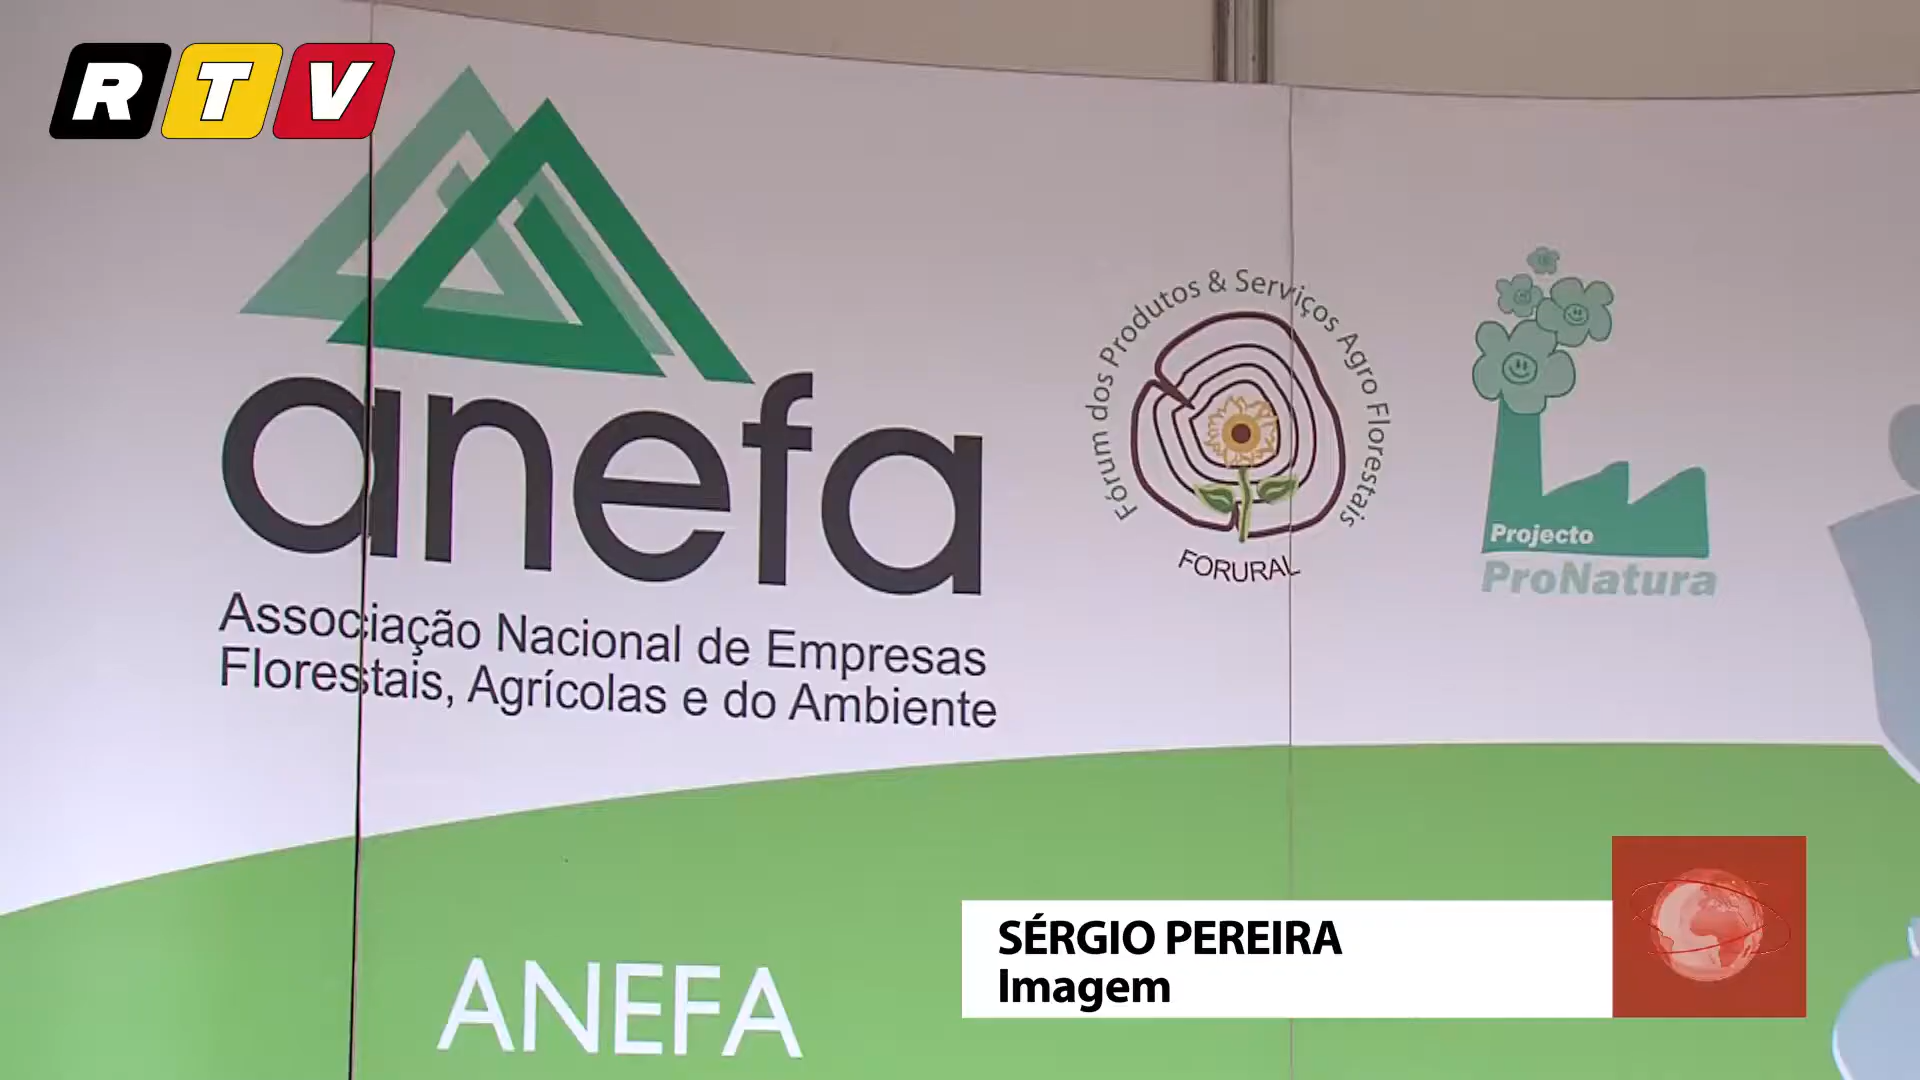 RTV
anefa
Associação Nacional de Empresas
Florestais, Agrícolas e do Ambiente
Fórum dos Produtos & Serviços Agro Florestais
FORURAL
Projecto
ProNatura
ANEFA
SÉRGIO PEREIRA
Imagem